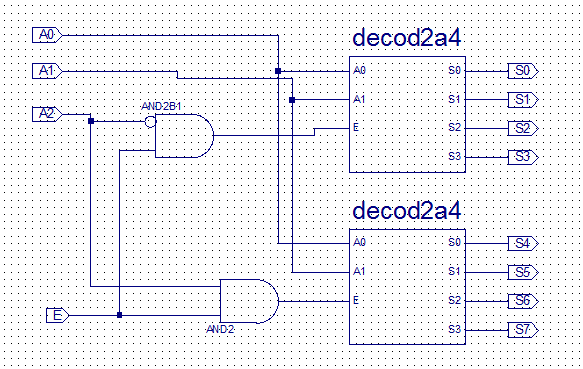 decod2a4
A0
A0 S0 S0
A1
A1 S1 S1
A2
AND2B1
E S2 S2
S3 S3
decod2a4
A0 S0 S4
A1 S1 S5
E S2 S6
E
AND2
S3 S7